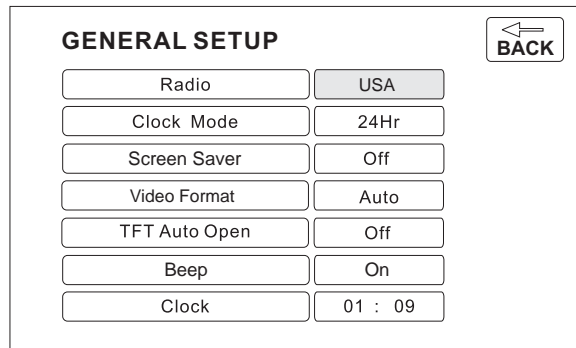 GENERAL SETUP
BACK
Radio USA
Clock Mode 24Hr
Screen Saver Off
Video Format Auto
TFT Auto Open Off
Beep On
Clock 01 : 09